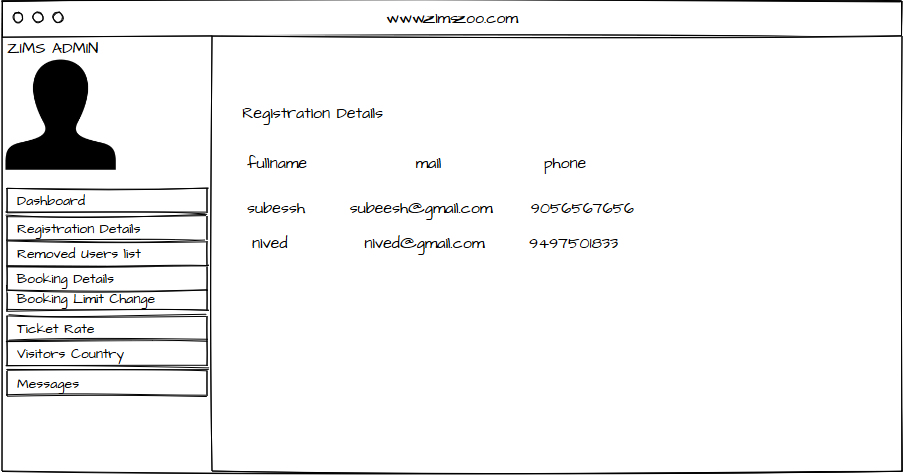 www.zimszoo.com
ZIMS ADMIN
Registration Details
fullname mail phone
subessh subeesh@gmail.com 9056567656
nived nived@gmail.com 9497501833
Dashboard
Registration Details
Removed Users list
Booking Details
Booking Limit Change
Ticket Rate
Visitors Country
Messages